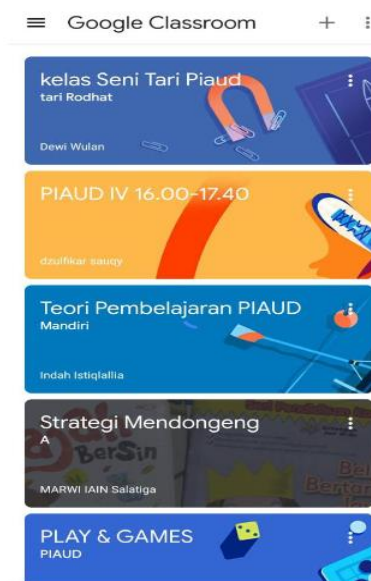 Google Classroom
kelas Seni Tari Piaud
tari Rodhat
Dewi Wulan
PIAUD IV 16.00-17.40
dzulfikar sauqy
Teori Pembelajaran PIAUD
Mandiri
Indah Istiqlallia
Strategi Mendongeng
A
BerSin
MARWI IAIN Salatiga
PLAY & GAMES
PIAUD